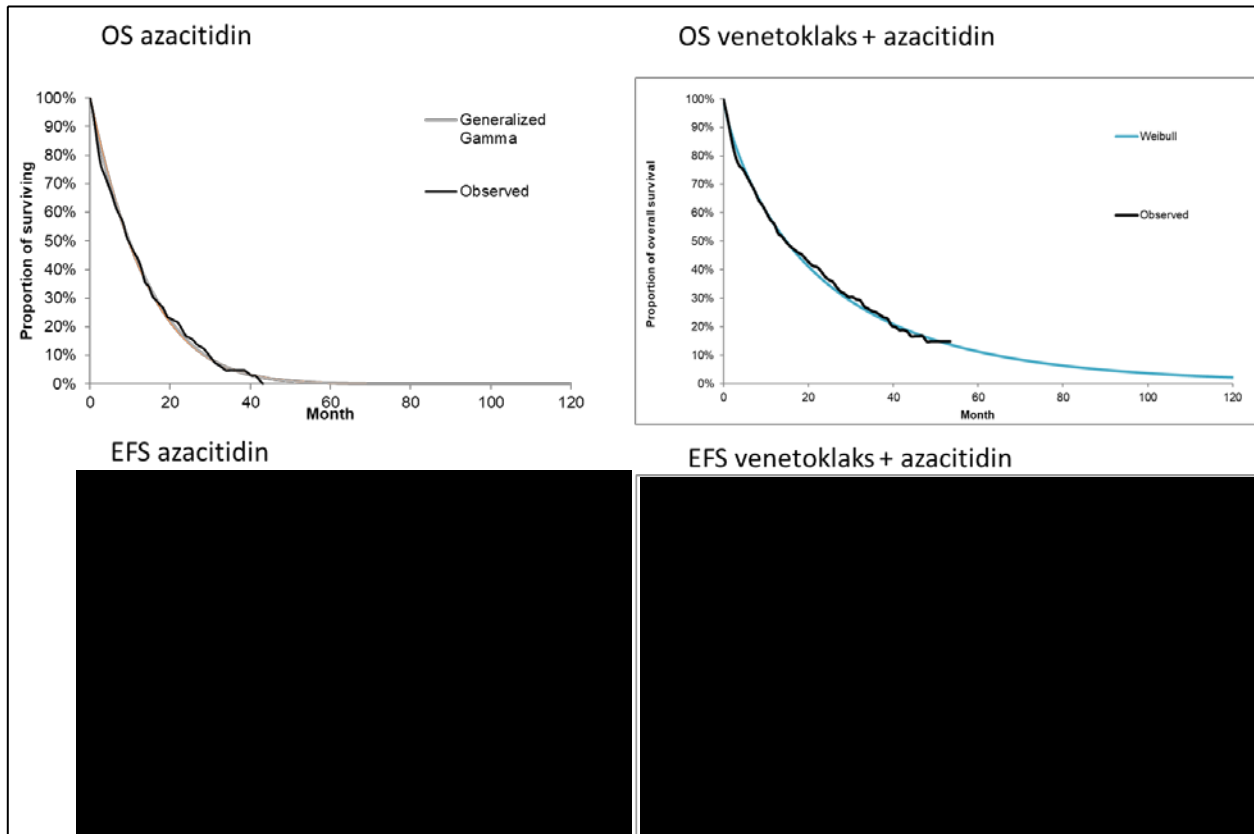 OS azacitidin
OS venetoklaks + azacitidin
Proportion of surviving
100%
90%
80%
70%
60%
50%
40%
30%
20%
10%
0%
0 20 40 60 80 100 120
Month
Generalized
Gamma
Observed
Proportion of overall survival
100%
90%
80%
70%
60%
50%
40%
30%
20%
10%
0%
0 20 40 60 80 100 120
Month
Weibull
Observed
EFS azacitidin
EFS venetoklaks + azacitidin